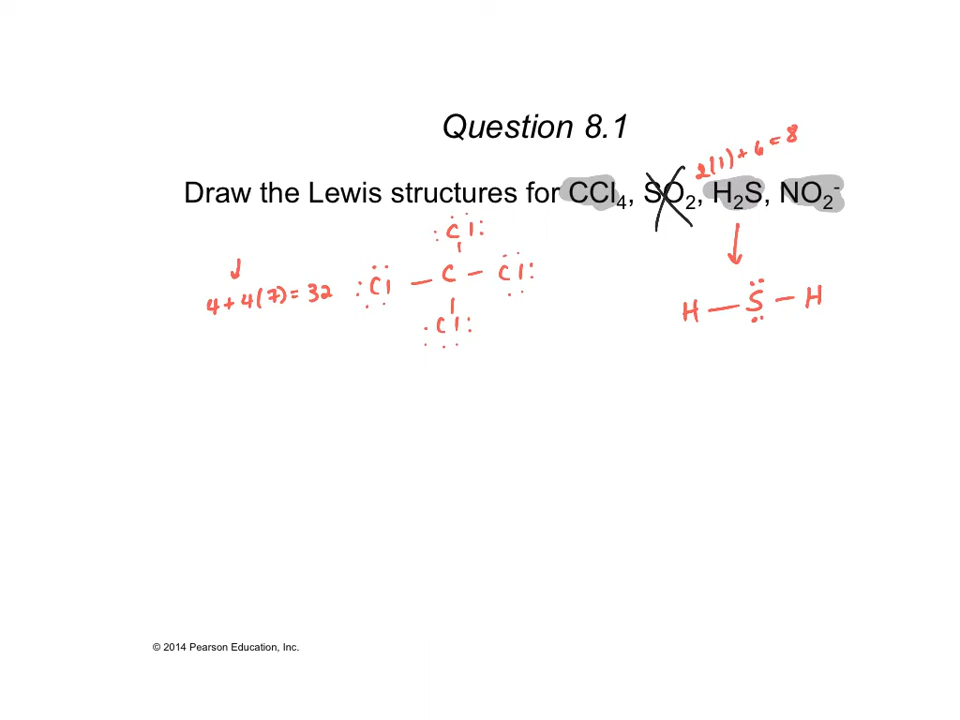 Question 8.1
2(1) + 6 = 8
Draw the Lewis structures for CCl₄, SO₂, H₂S, NO₂⁻
Cl
Cl — C — Cl
4 + 4(7) = 32
H — S — H
Cl
© 2014 Pearson Education, Inc.